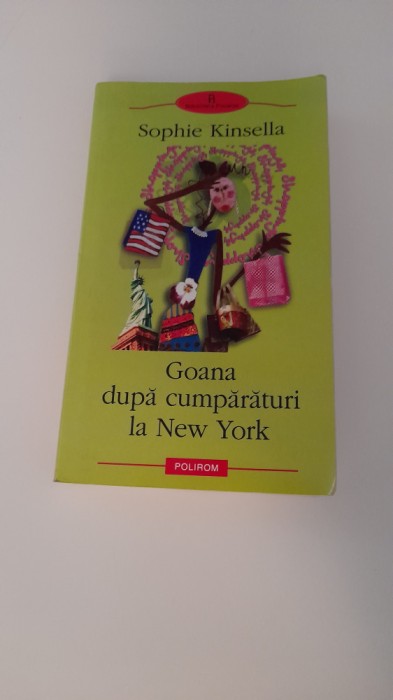 Sophie Kinsella
Goana
după cumpărături
la New York
POLIROM